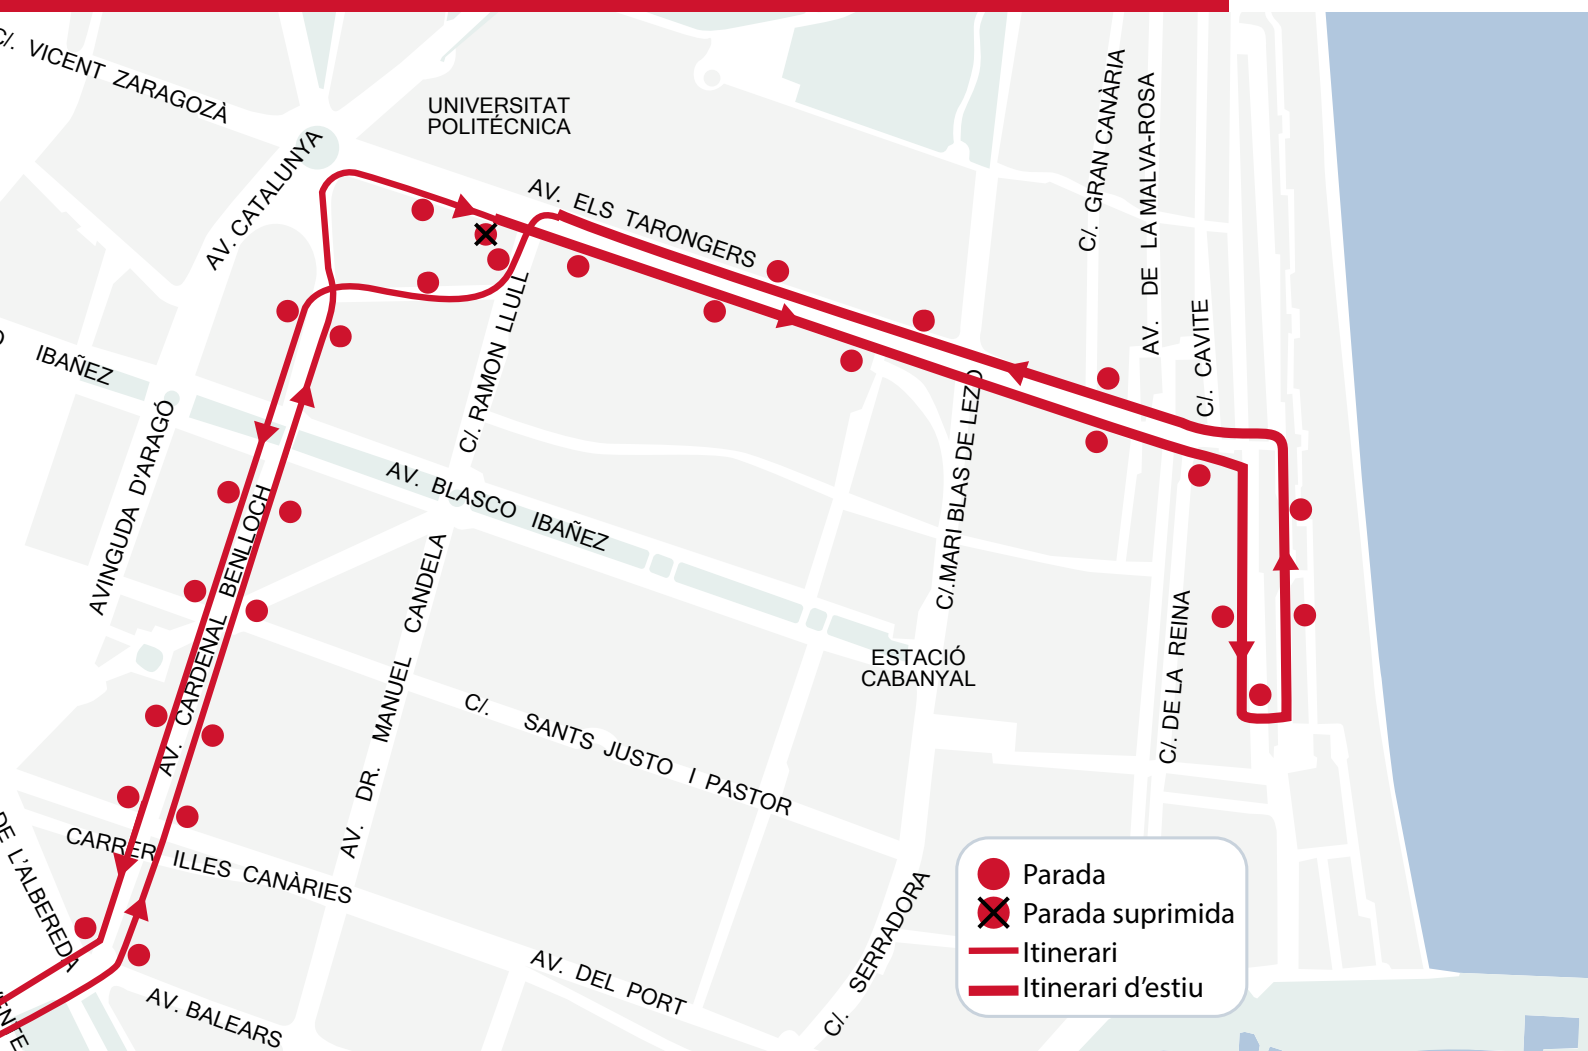 C/. VICENT ZARAGOZÀ
UNIVERSITAT
POLITÉCNICA
AV. CATALUNYA
AV. ELS TARONGERS
C/. GRAN CANÀRIA
AV. DE LA MALVA-ROSA
C/. CAVITE
IBAÑEZ
AVINGUDA D'ARAGÓ
C/. RAMON LLULL
C/.MARI BLAS DE LEZO
AV. BLASCO IBAÑEZ
AV. CARDENAL BENLLOCH
AV. DR. MANUEL CANDELA
ESTACIÓ
CABANYAL
C/. DE LA REINA
C/. SANTS JUSTO I PASTOR
CARRER ILLES CANÀRIES
DE L'ALBEREDA
AV. BALEARS
AV. DEL PORT
C/. SERRADORA
Parada
Parada suprimida
Itinerari
Itinerari d'estiu